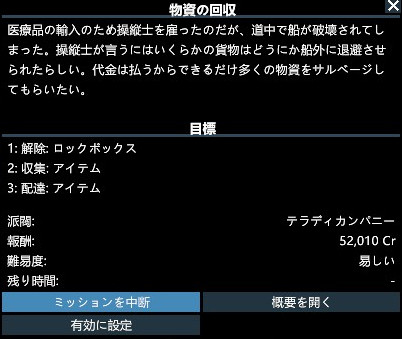 物資の回収
医療品の輸入のため操縦士を雇ったのだが、道中で船が破壊されてし
まった。操縦士が言うにはいくらかの貨物はどうにか船外に退避させ
られたらしい。代金は払うからできるだけ多くの物資をサルベージし
てもらいたい。
目標
1: 解除: ロックボックス
2: 収集: アイテム
3: 配達: アイテム
派閥: テラディカンパニー
報酬: 52,010 Cr
難易度: 易しい
残り時間: -
ミッションを中断 概要を開く
有効に設定